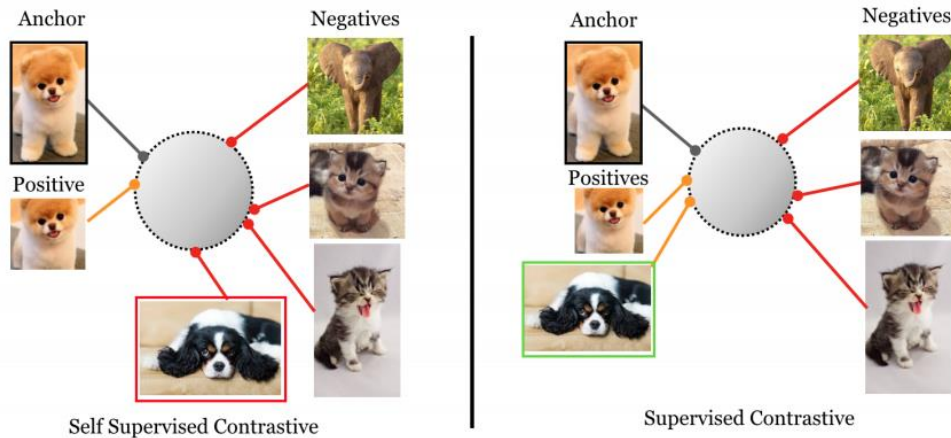 Anchor
Negatives
Positive
Self Supervised Contrastive
Anchor
Negatives
Positives
Supervised Contrastive